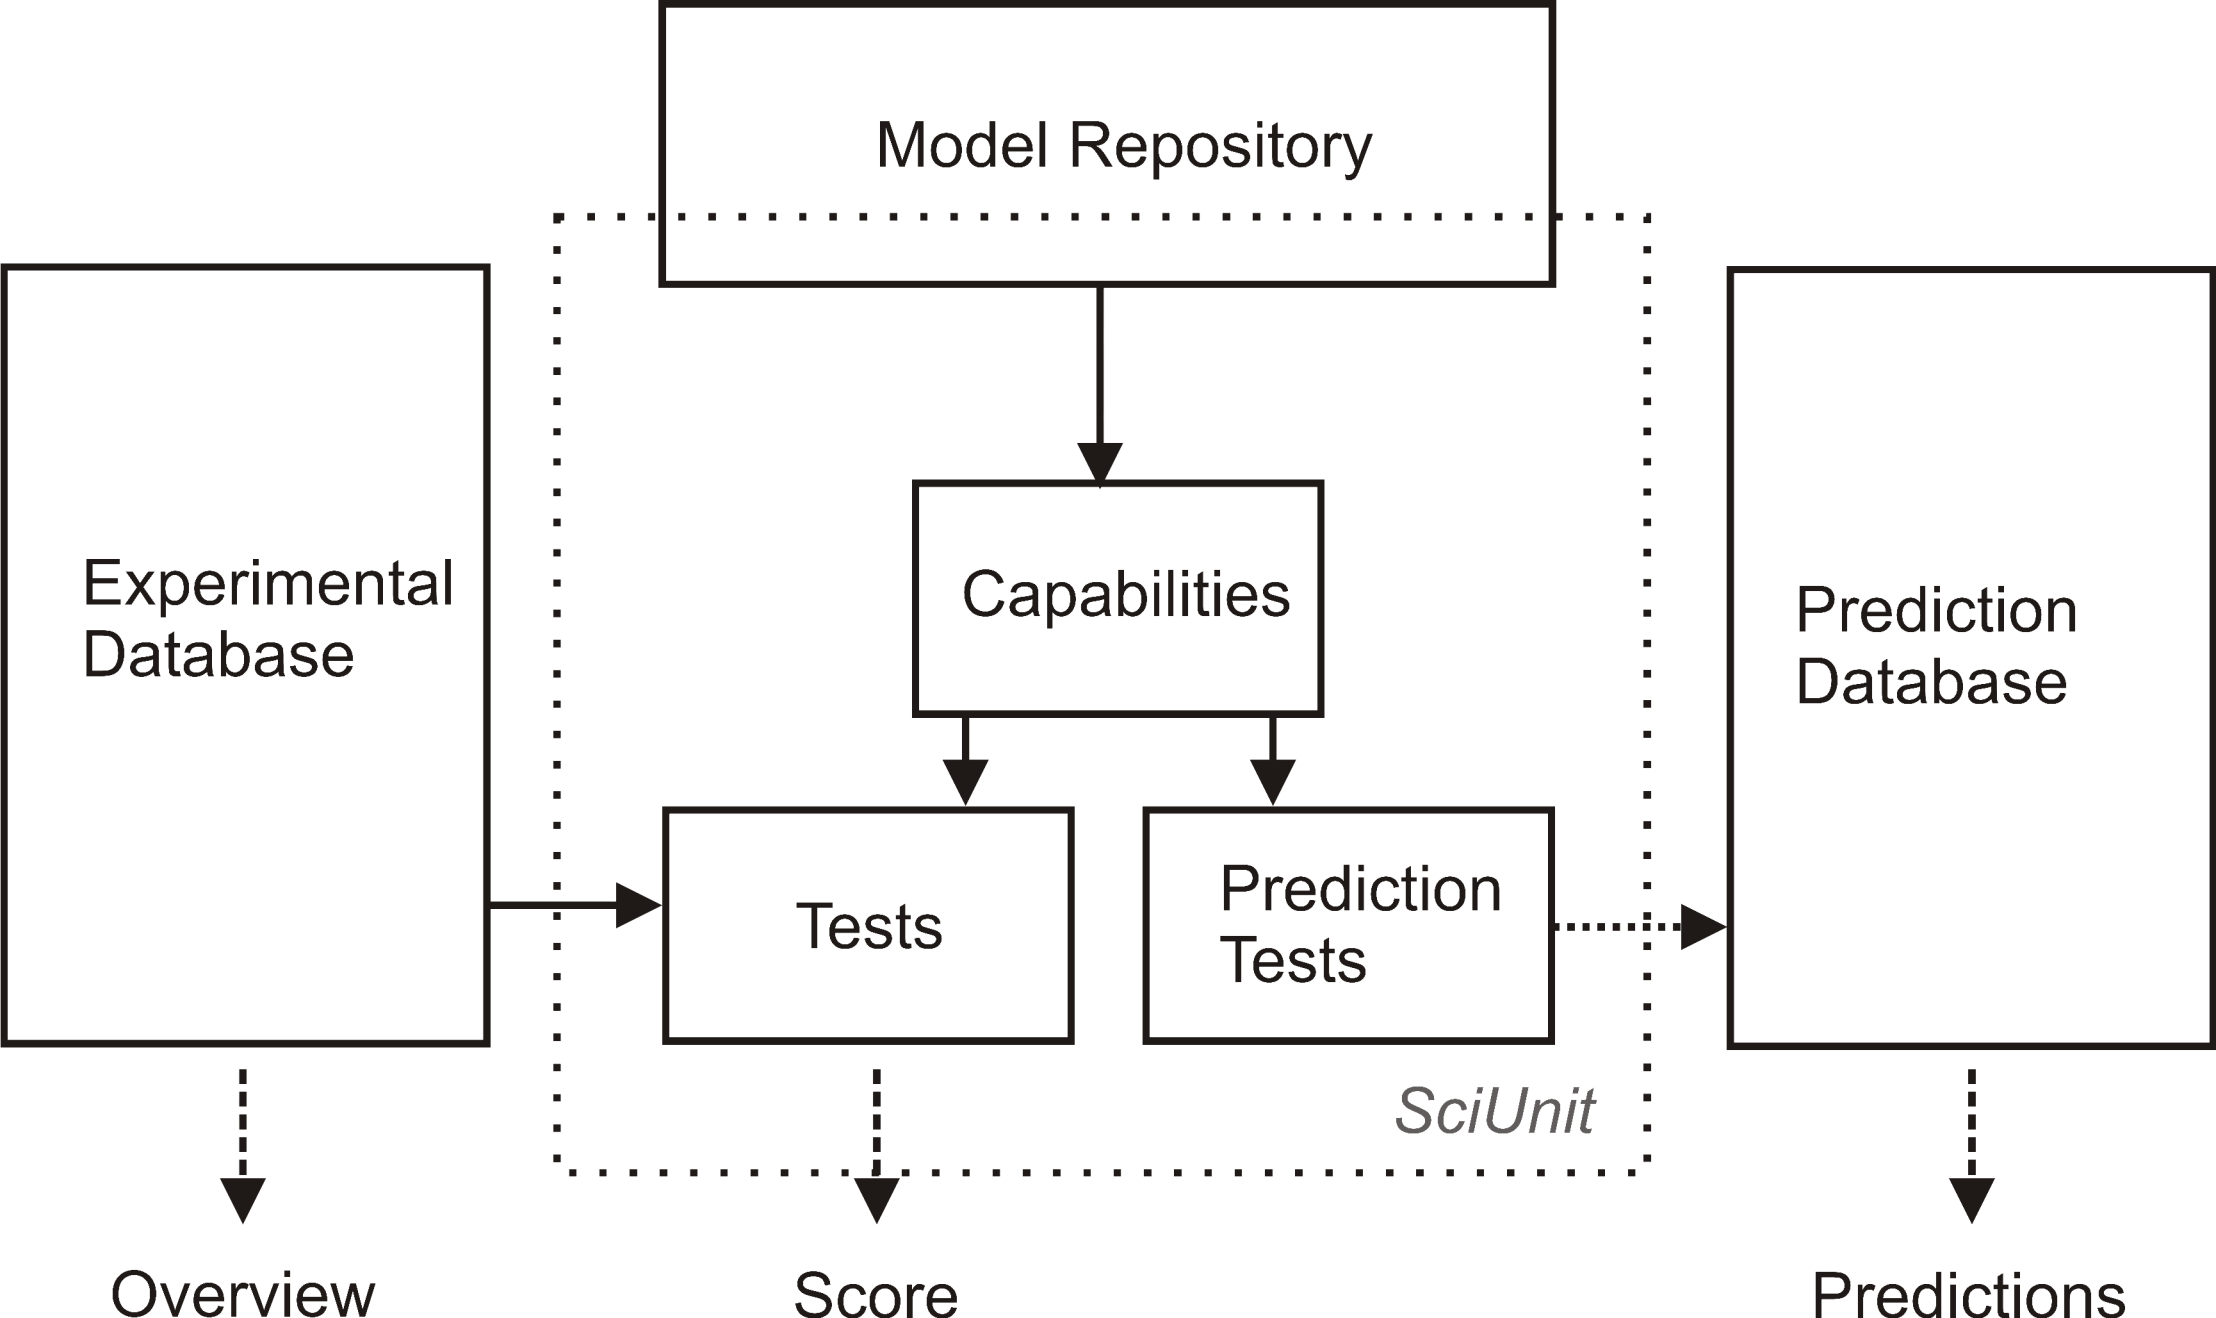 Model Repository
Experimental
Database
Capabilities
Prediction
Database
Tests
Prediction
Tests
SciUnit
Overview
Score
Predictions